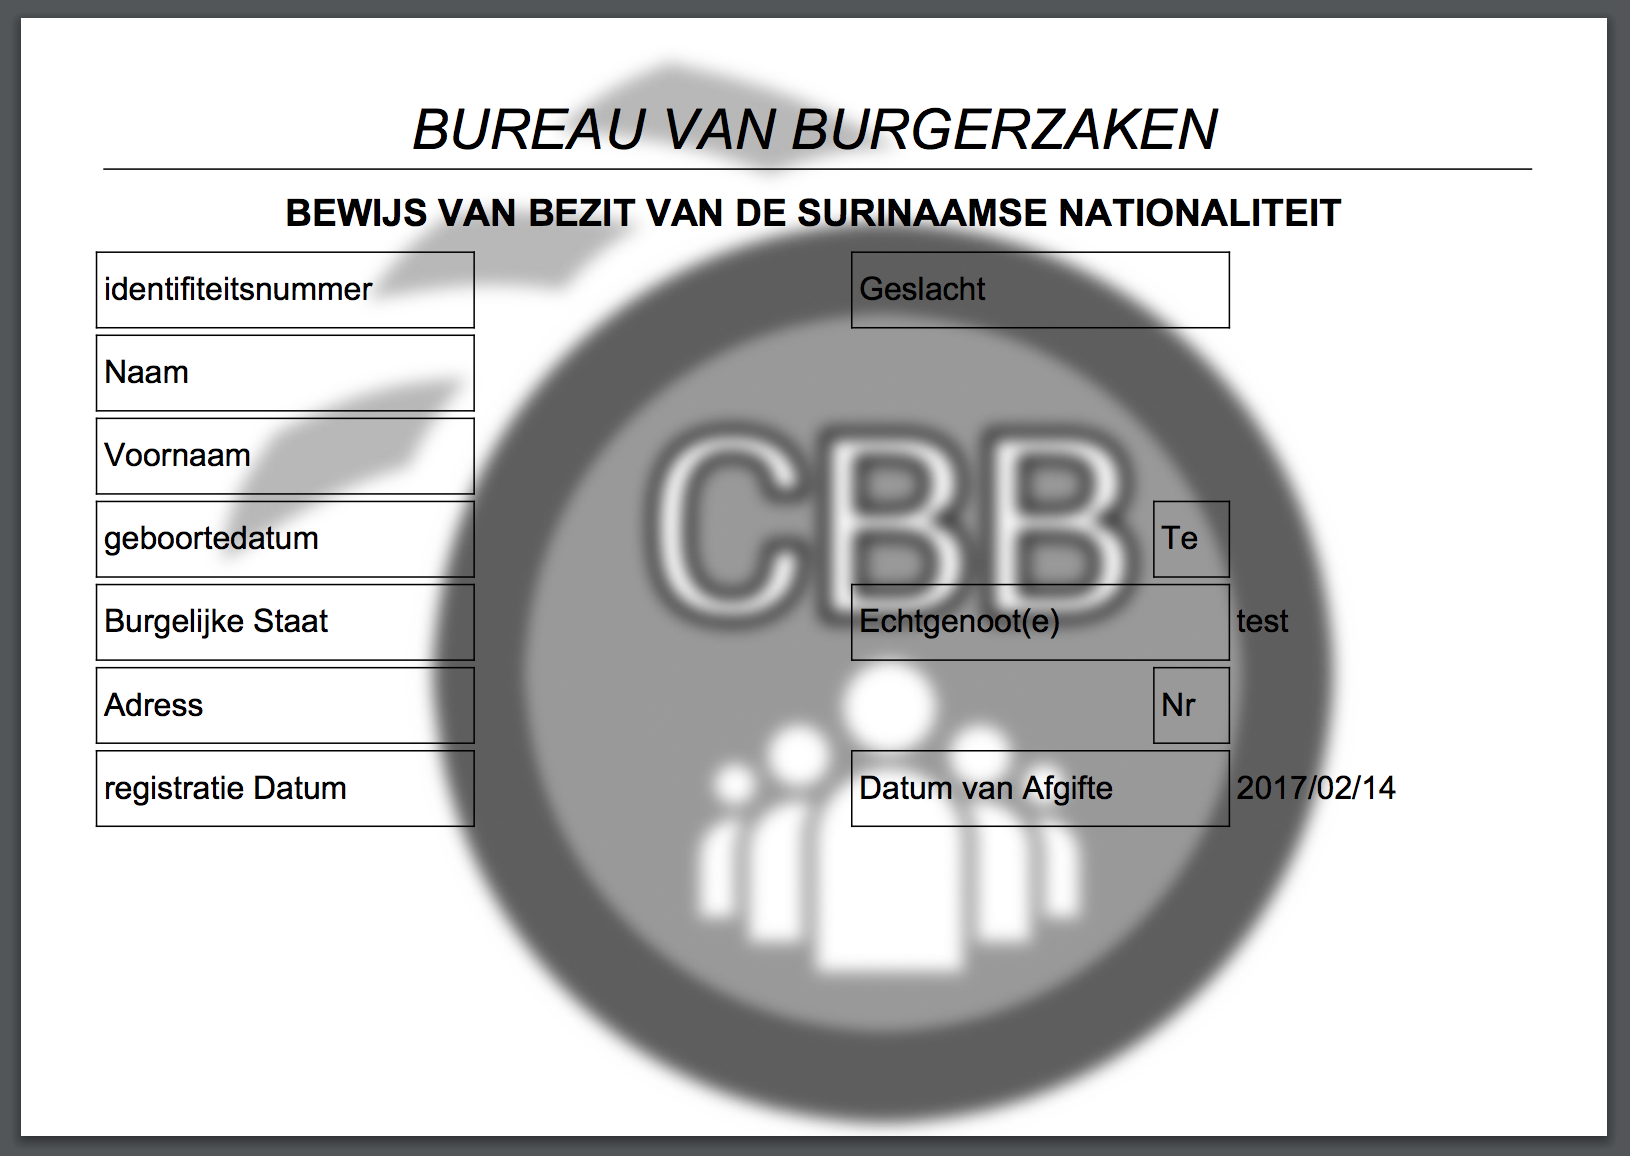 BUREAU VAN BURGERZAKEN
BEWIJS VAN BEZIT VAN DE SURINAAMSE NATIONALITEIT
identifiteitsnummer Geslacht
Naam
Voornaam
CBB
geboortedatum Te
Burgelijke Staat Echtgenoot(e) test
Adress Nr
registratie Datum Datum van Afgifte 2017/02/14